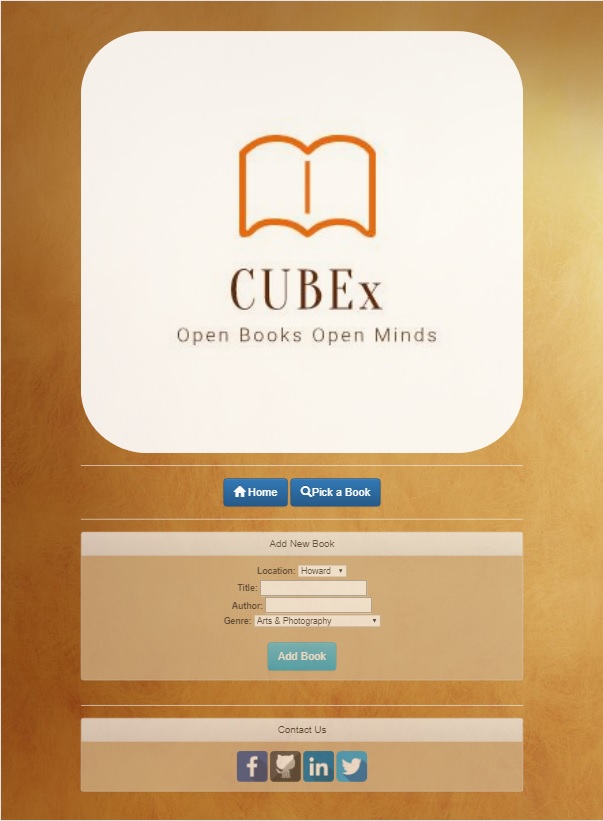 CUBEx
Open Books Open Minds
Home Pick a Book
Add New Book
Location: Howard
Title:
Author:
Genre: Arts & Photography
Add Book
Contact Us